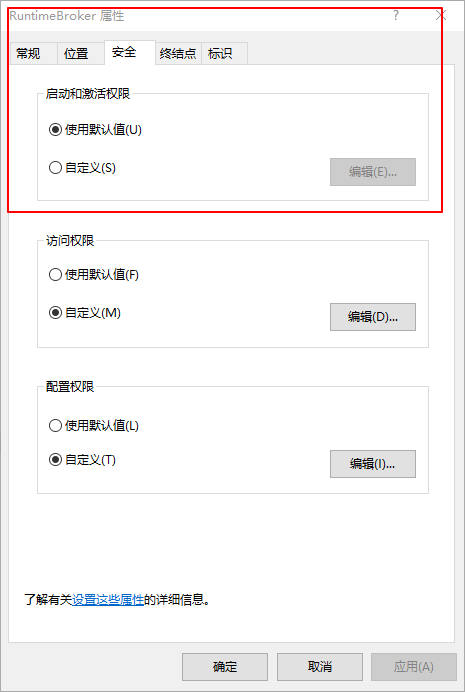 RuntimeBroker 属性
?
常规 位置 安全 终结点 标识
启动和激活权限
使用默认值(U)
自定义(S)
编辑(E)...
访问权限
使用默认值(F)
自定义(M)
编辑(D)...
配置权限
使用默认值(L)
自定义(T)
编辑(I)...
了解有关设置这些属性的详细信息。
确定 取消 应用(A)